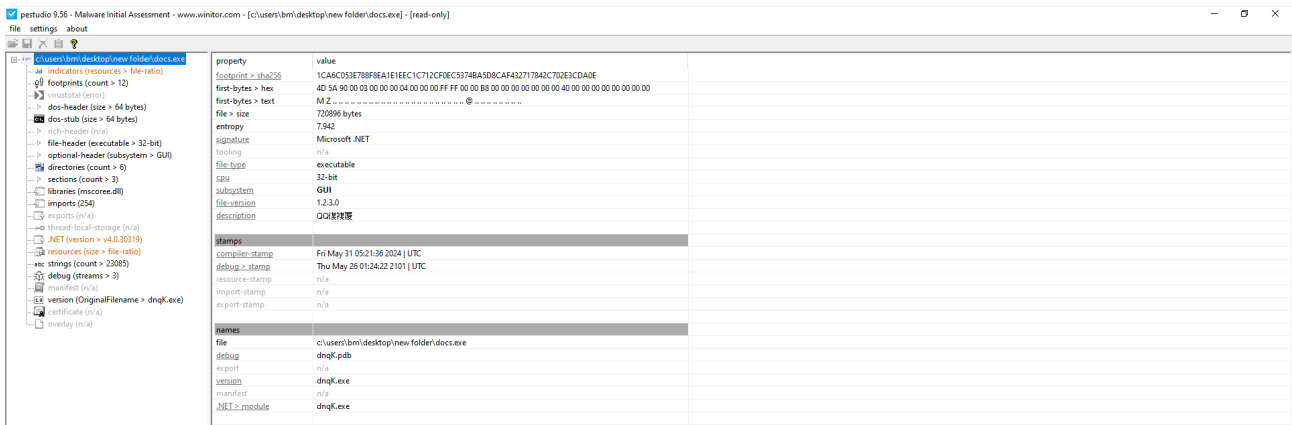 pestudio 9.56 - Malware Initial Assessment - www.winitor.com - [c:\users\bm\desktop\new folder\docs.exe] - [read-only]
file settings about
c:\users\bm\desktop\new folder\docs.exe
indicators (resources > file-ratio)
footprints (count > 12)
virustotal (error)
dos-header (size > 64 bytes)
dos-stub (size > 64 bytes)
rich-header (n/a)
file-header (executable > 32-bit)
optional-header (subsystem > GUI)
directories (count > 6)
sections (count > 3)
libraries (mscoree.dll)
imports (254)
exports (n/a)
thread-local-storage (n/a)
.NET (version > v4.0.30319)
resources (size > file-ratio)
strings (count > 23085)
debug (streams > 3)
manifest (n/a)
version (OriginalFilename > dnqK.exe)
certificate (n/a)
overlay (n/a)
property value
footprint > sha256 1CA6C053E788F8EA1E1EEC1C712CF0EC5374BA5D8CAF432717842C702E3CDA0E
first-bytes > hex 4D 5A 90 00 03 00 00 00 04 00 00 00 FF FF 00 00 B8 00 00 00 00 00 00 00 40 00 00 00 00 00 00 00 00 00
first-bytes > text M Z .. .. .. .. .. .. .. .. .. .. .. .. .. .. .. .. .. .. .. .. @ .. .. .. .. .. .. .. ..
file > size 720896 bytes
entropy 7.942
signature Microsoft .NET
tooling n/a
file-type executable
cpu 32-bit
subsystem GUI
file-version 1.2.3.0
description QQ
stamps
compiler-stamp Fri May 31 05:21:36 2024 | UTC
debug > stamp Thu May 26 01:24:22 2101 | UTC
resource-stamp n/a
import-stamp n/a
export-stamp n/a
names
file c:\users\bm\desktop\new folder\docs.exe
debug dnqK.pdb
export n/a
version dnqK.exe
manifest n/a
.NET > module dnqK.exe